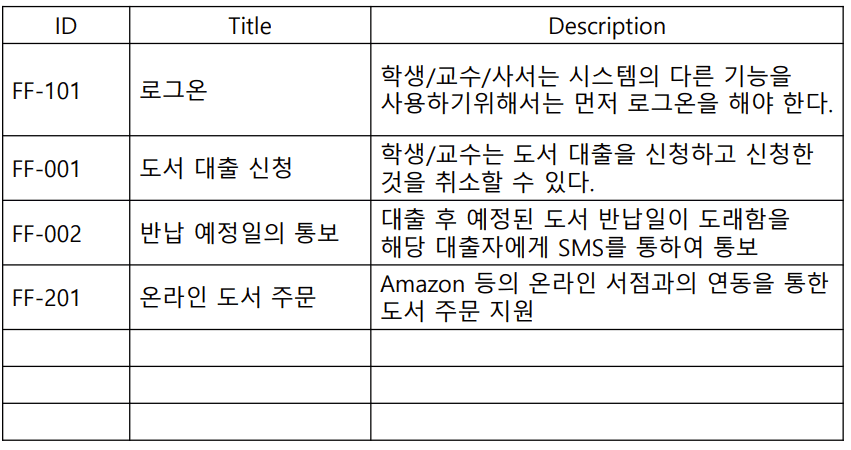 ID Title Description
FF-101 로그온 학생/교수/사서는 시스템의 다른 기능을
사용하기위해서는 먼저 로그온을 해야 한다.
FF-001 도서 대출 신청 학생/교수는 도서 대출을 신청하고 신청한
것을 취소할 수 있다.
FF-002 반납 예정일의 통보 대출 후 예정된 도서 반납일이 도래함을
해당 대출자에게 SMS를 통하여 통보
FF-201 온라인 도서 주문 Amazon 등의 온라인 서점과의 연동을 통한
도서 주문 지원